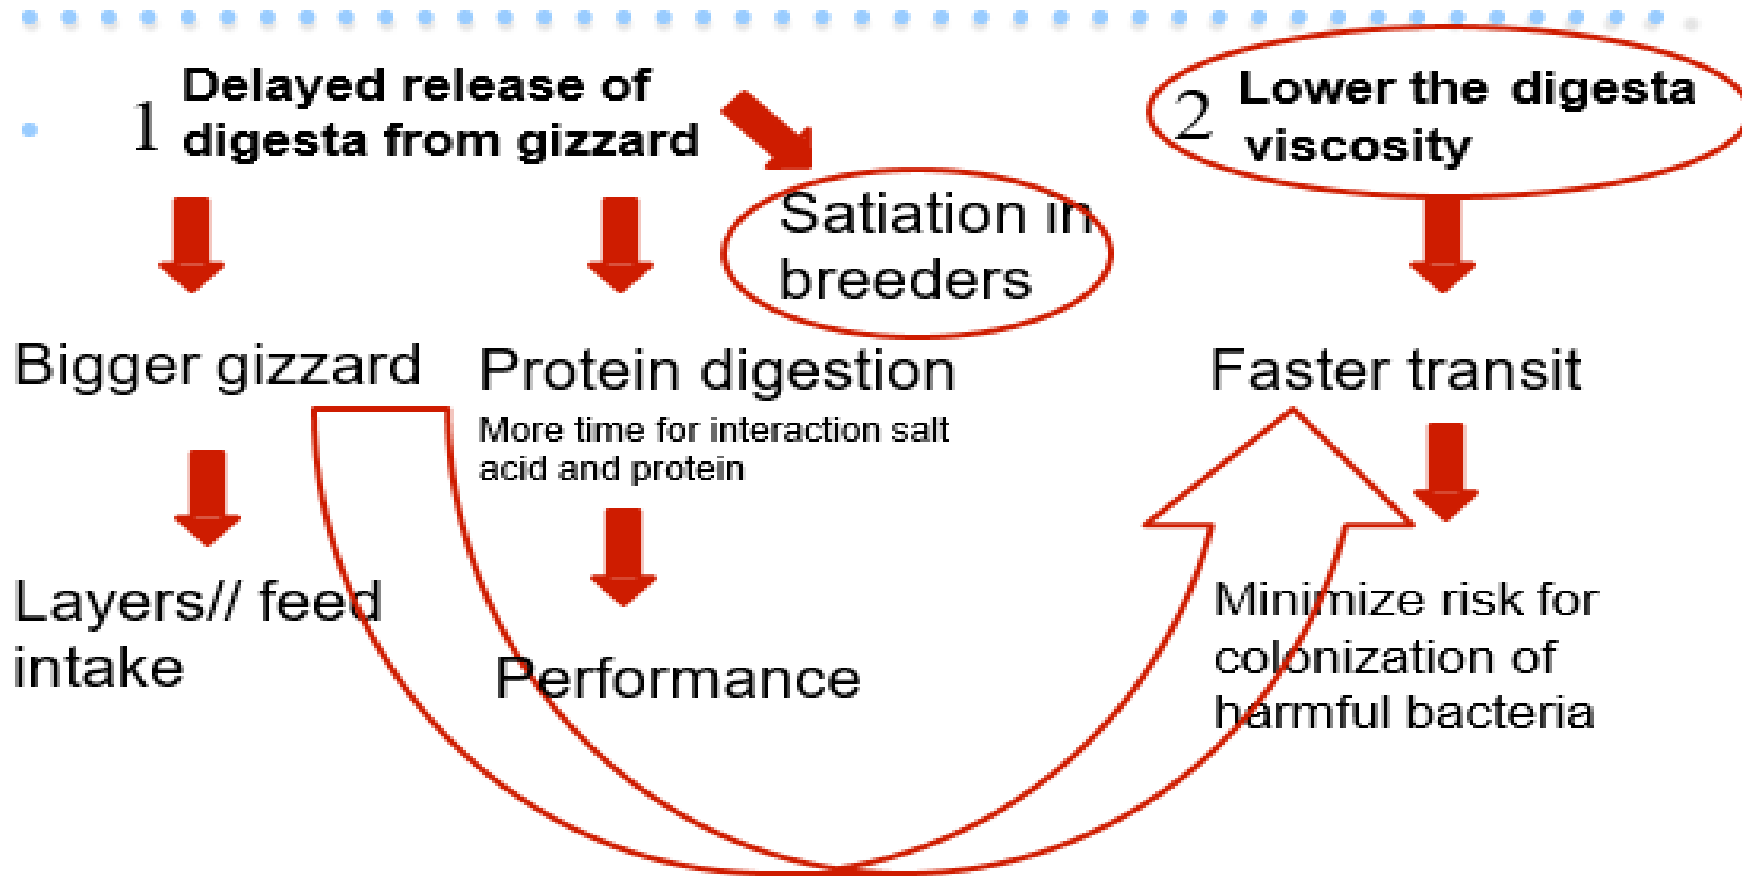 1 Delayed release of
digesta from gizzard
2 Lower the digesta
viscosity
Satiation in
breeders
Bigger gizzard
Protein digestion
More time for interaction salt
acid and protein
Faster transit
Layers// feed
intake
Performance
Minimize risk for
colonization of
harmful bacteria